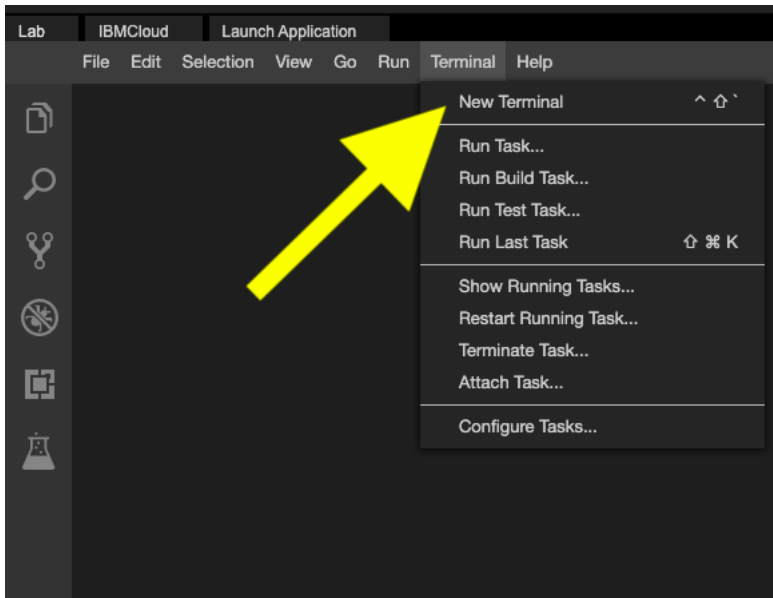 Lab IBMCloud Launch Application
File Edit Selection View Go Run Terminal Help
New Terminal ^ ⇧ `
Run Task...
Run Build Task...
Run Test Task...
Run Last Task ⇧ ⌘ K
Show Running Tasks...
Restart Running Task...
Terminate Task...
Attach Task...
Configure Tasks...